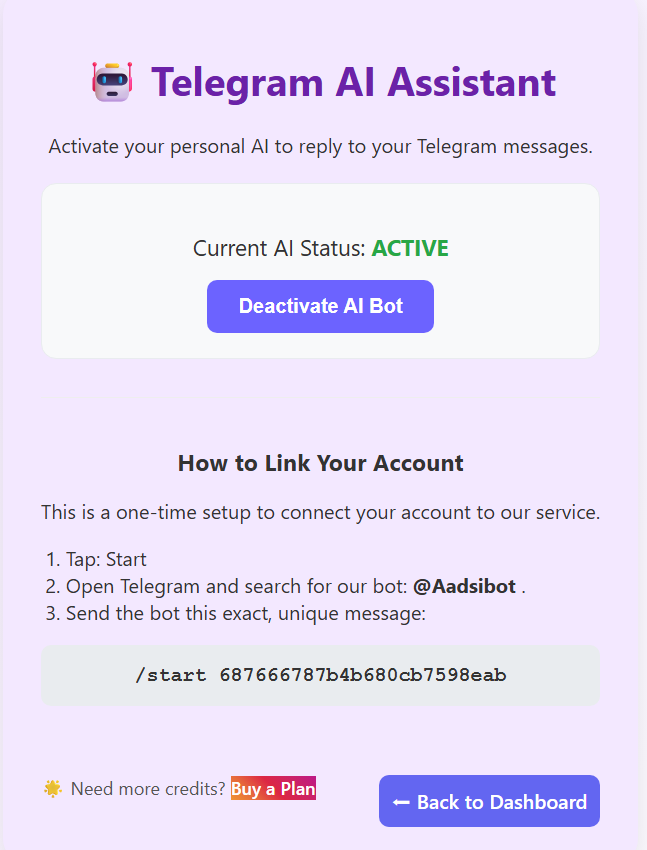 Telegram AI Assistant
Activate your personal AI to reply to your Telegram messages.
Current AI Status: ACTIVE
Deactivate AI Bot
How to Link Your Account
This is a one-time setup to connect your account to our service.
1. Tap: Start
2. Open Telegram and search for our bot: @Aadsibot .
3. Send the bot this exact, unique message:
/start 687666787b4b680cb7598eab
🌟 Need more credits? Buy a Plan
⬅ Back to Dashboard